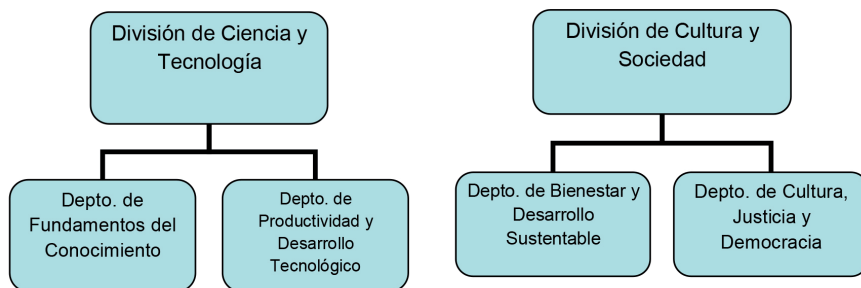 División de Ciencia y
Tecnología
División de Cultura y
Sociedad
Depto. de
Fundamentos del
Conocimiento
Depto. de
Productividad y
Desarrollo
Tecnológico
Depto. de Bienestar y
Desarrollo
Sustentable
Depto. de Cultura,
Justicia y
Democracia